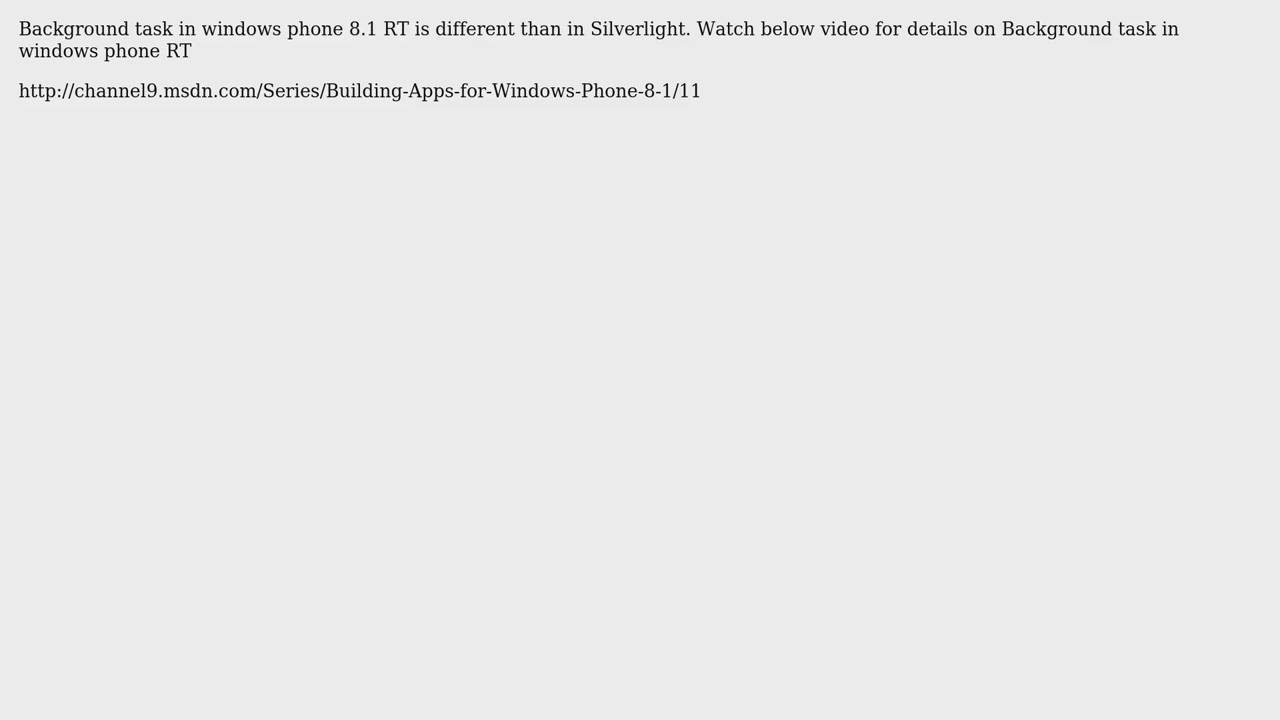 Background task in windows phone 8.1 RT is different than in Silverlight. Watch below video for details on Background task in
windows phone RT
http://channel9.msdn.com/Series/Building-Apps-for-Windows-Phone-8-1/11